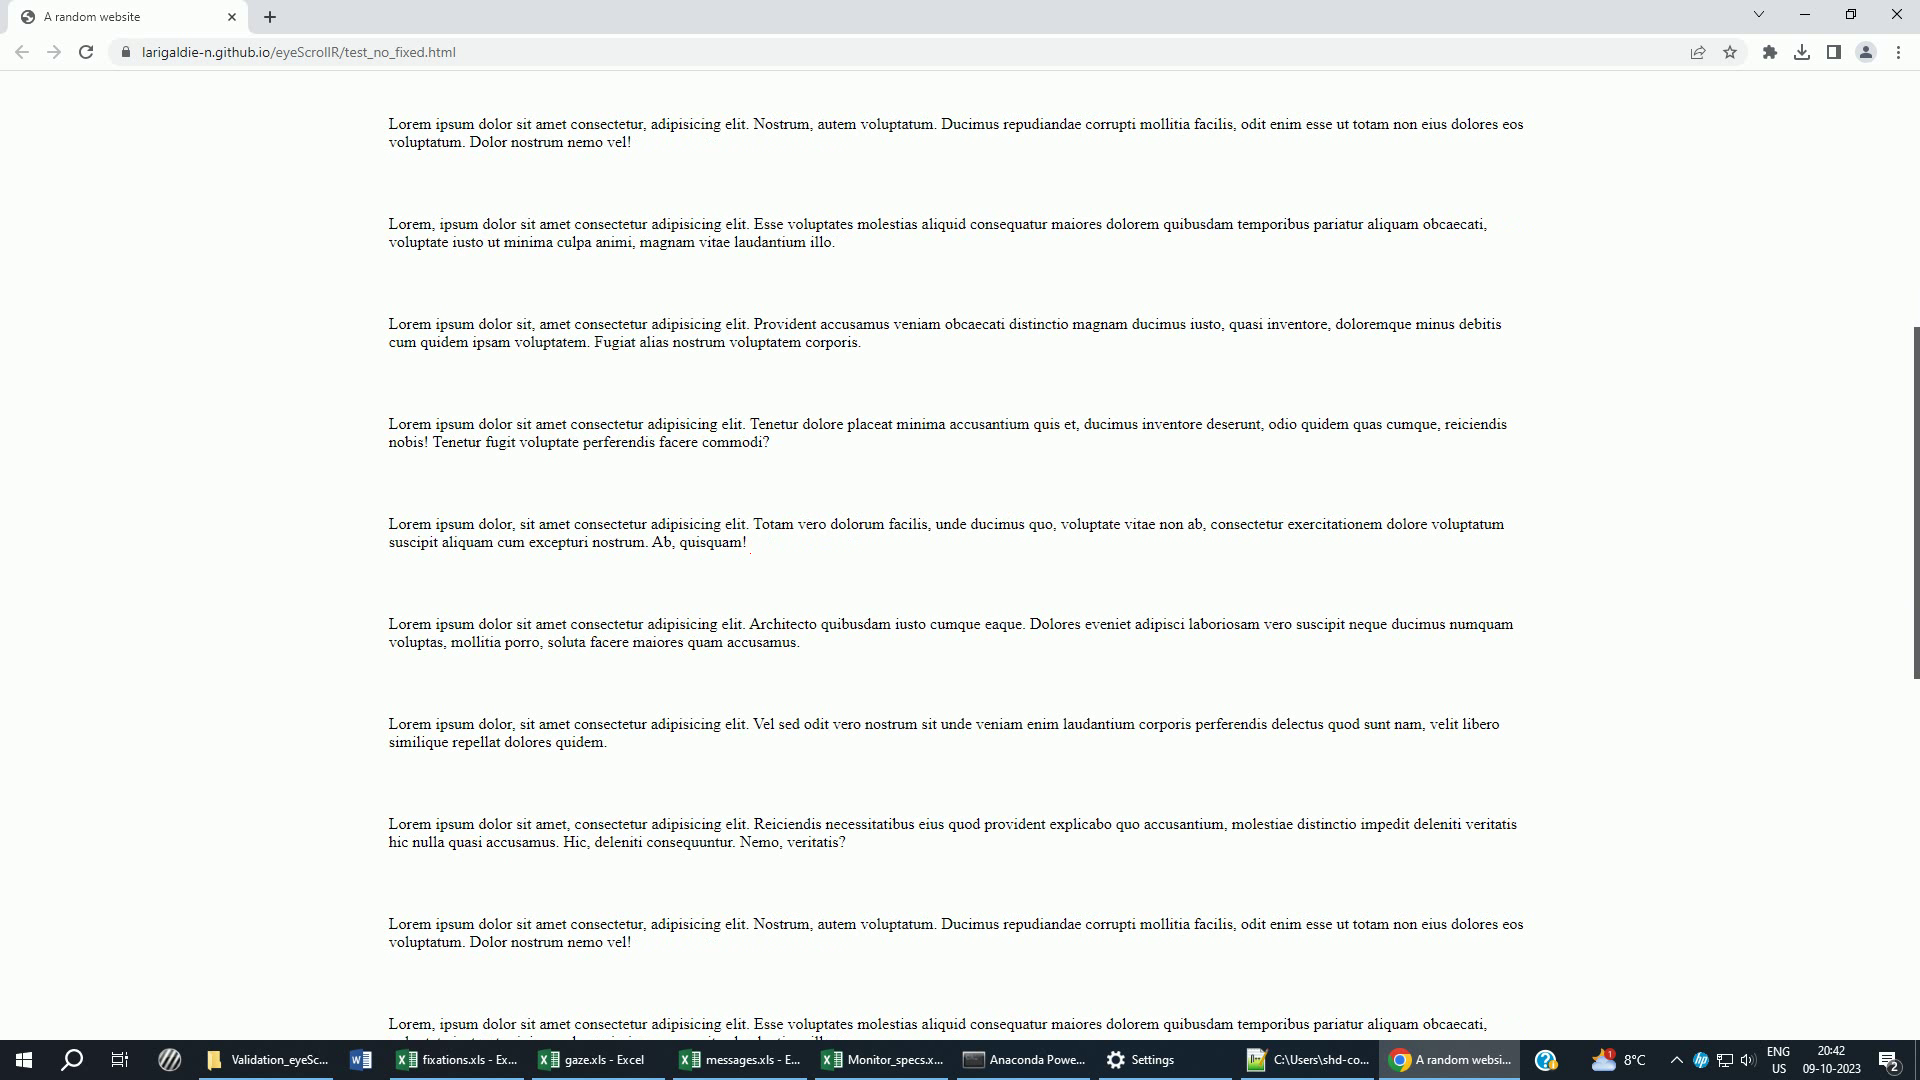 A random website
larigaldie-n.github.io/eyeScrollR/test_no_fixed.html
Lorem ipsum dolor sit amet consectetur, adipisicing elit. Nostrum, autem voluptatum. Ducimus repudiandae corrupti mollitia facilis, odit enim esse ut totam non eius dolores eos
voluptatum. Dolor nostrum nemo vel!
Lorem, ipsum dolor sit amet consectetur adipisicing elit. Esse voluptates molestias aliquid consequatur maiores dolorem quibusdam temporibus pariatur aliquam obcaecati,
voluptate iusto ut minima culpa animi, magnam vitae laudantium illo.
Lorem ipsum dolor sit, amet consectetur adipisicing elit. Provident accusamus veniam obcaecati distinctio magnam ducimus iusto, quasi inventore, doloremque minus debitis
cum quidem ipsam voluptatem. Fugiat alias nostrum voluptatem corporis.
Lorem ipsum dolor sit amet consectetur adipisicing elit. Tenetur dolore placeat minima accusantium quis et, ducimus inventore deserunt, odio quidem quas cumque, reiciendis
nobis! Tenetur fugit voluptate perferendis facere commodi?
Lorem ipsum dolor, sit amet consectetur adipisicing elit. Totam vero dolorum facilis, unde ducimus quo, voluptate vitae non ab, consectetur exercitationem dolore voluptatum
suscipit aliquam cum excepturi nostrum. Ab, quisquam!
Lorem ipsum dolor sit amet consectetur adipisicing elit. Architecto quibusdam iusto cumque eaque. Dolores eveniet adipisci laboriosam vero suscipit neque ducimus numquam
voluptas, mollitia porro, soluta facere maiores quam accusamus.
Lorem ipsum dolor, sit amet consectetur adipisicing elit. Vel sed odit vero nostrum sit unde veniam enim laudantium corporis perferendis delectus quod sunt nam, velit libero
similique repellat dolores quidem.
Lorem ipsum dolor sit amet, consectetur adipisicing elit. Reiciendis necessitatibus eius quod provident explicabo quo accusantium, molestiae distinctio impedit deleniti veritatis
hic nulla quasi accusamus. Hic, deleniti consequuntur. Nemo, veritatis?
Lorem ipsum dolor sit amet consectetur, adipisicing elit. Nostrum, autem voluptatum. Ducimus repudiandae corrupti mollitia facilis, odit enim esse ut totam non eius dolores eos
voluptatum. Dolor nostrum nemo vel!
Lorem, ipsum dolor sit amet consectetur adipisicing elit. Esse voluptates molestias aliquid consequatur maiores dolorem quibusdam temporibus pariatur aliquam obcaecati,
Validation_eyeSc... fixations.xls - Ex... gaze.xls - Excel messages.xls - E... Monitor_specs.x... Anaconda Powe... Settings C:\Users\shd-co... A random websi... 1 8°C ENG 20:42
US 09-10-2023 2